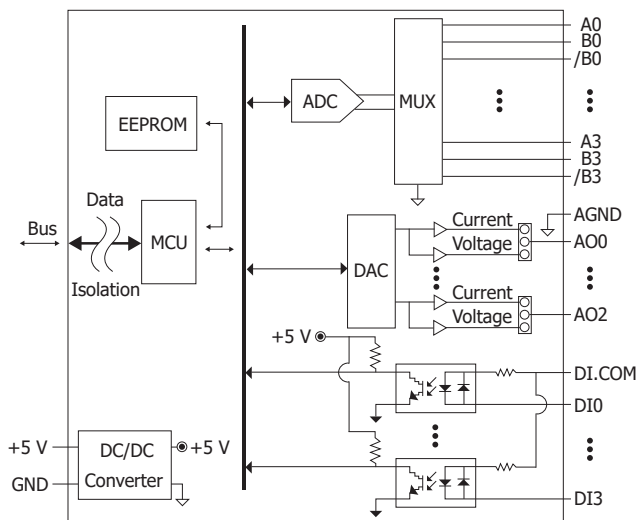 A0
B0
/B0
ADC
MUX
EEPROM
A3
B3
/B3
Data
Bus
MCU
Isolation
AGND
Current
AO0
Voltage
DAC
Current
Voltage
AO2
+5 V
DI.COM
DI0
+5 V
DC/DC
Converter
+5 V
GND
DI3